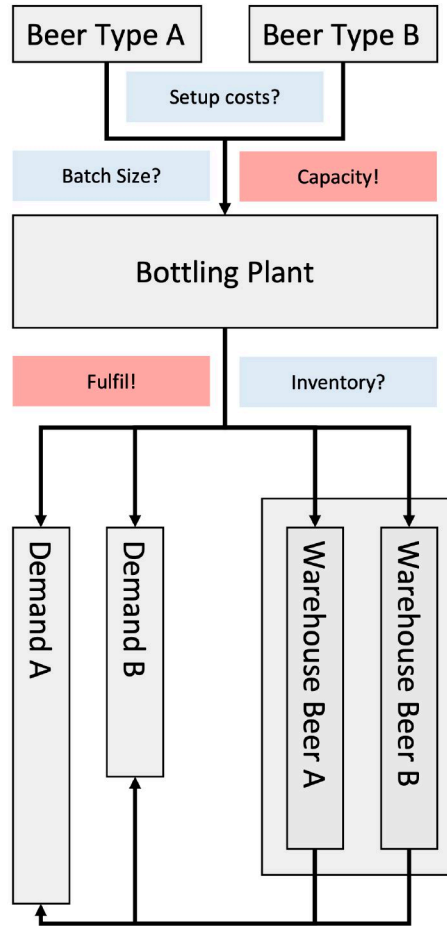 Beer Type A
Beer Type B
Setup costs?
Batch Size?
Capacity!
Bottling Plant
Fulfil!
Inventory?
Demand A
Demand B
Warehouse Beer A
Warehouse Beer B